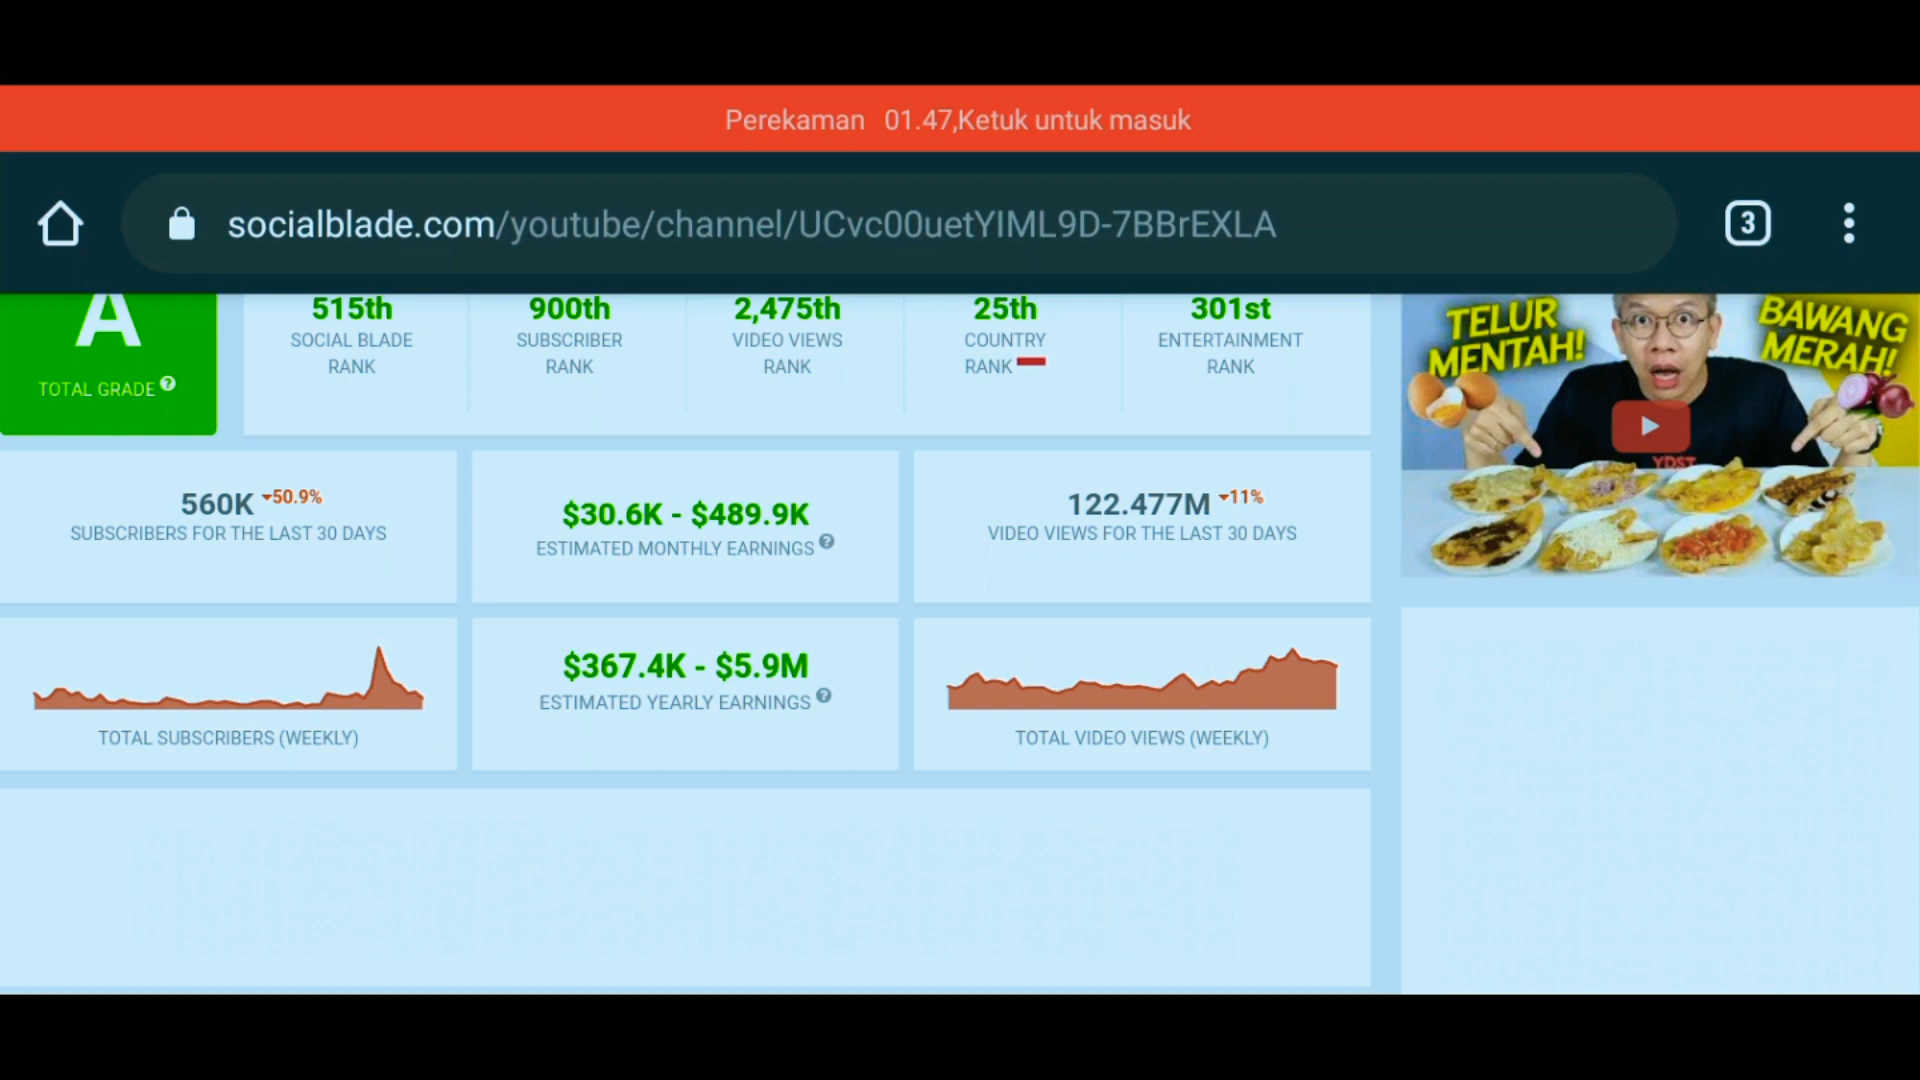 Perekaman 01.47,Ketuk untuk masuk
socialblade.com/youtube/channel/UCvc00uetYIML9D-7BBrEXLA
3
A
TOTAL GRADE
515th
SOCIAL BLADE
RANK
900th
SUBSCRIBER
RANK
2,475th
VIDEO VIEWS
RANK
25th
COUNTRY
RANK
301st
ENTERTAINMENT
RANK
TELUR
MENTAH!
BAWANG
MERAH!
YDST
560K 50.9%
SUBSCRIBERS FOR THE LAST 30 DAYS
$30.6K - $489.9K
ESTIMATED MONTHLY EARNINGS
122.477M 11%
VIDEO VIEWS FOR THE LAST 30 DAYS
TOTAL SUBSCRIBERS (WEEKLY)
$367.4K - $5.9M
ESTIMATED YEARLY EARNINGS
TOTAL VIDEO VIEWS (WEEKLY)